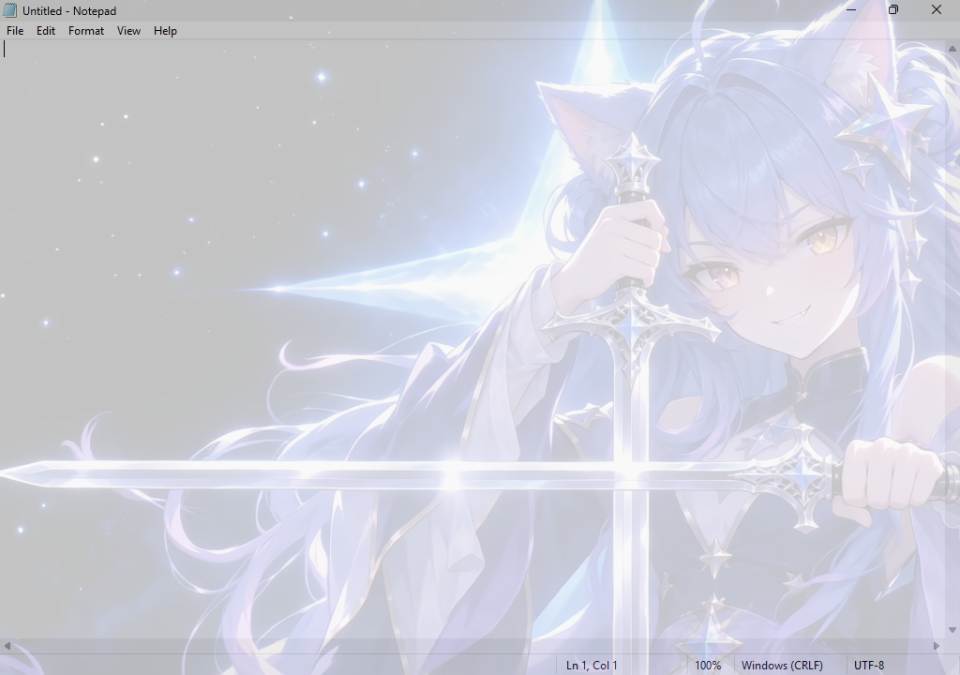 Untitled - Notepad
File Edit Format View Help
Ln 1, Col 1 100% Windows (CRLF) UTF-8